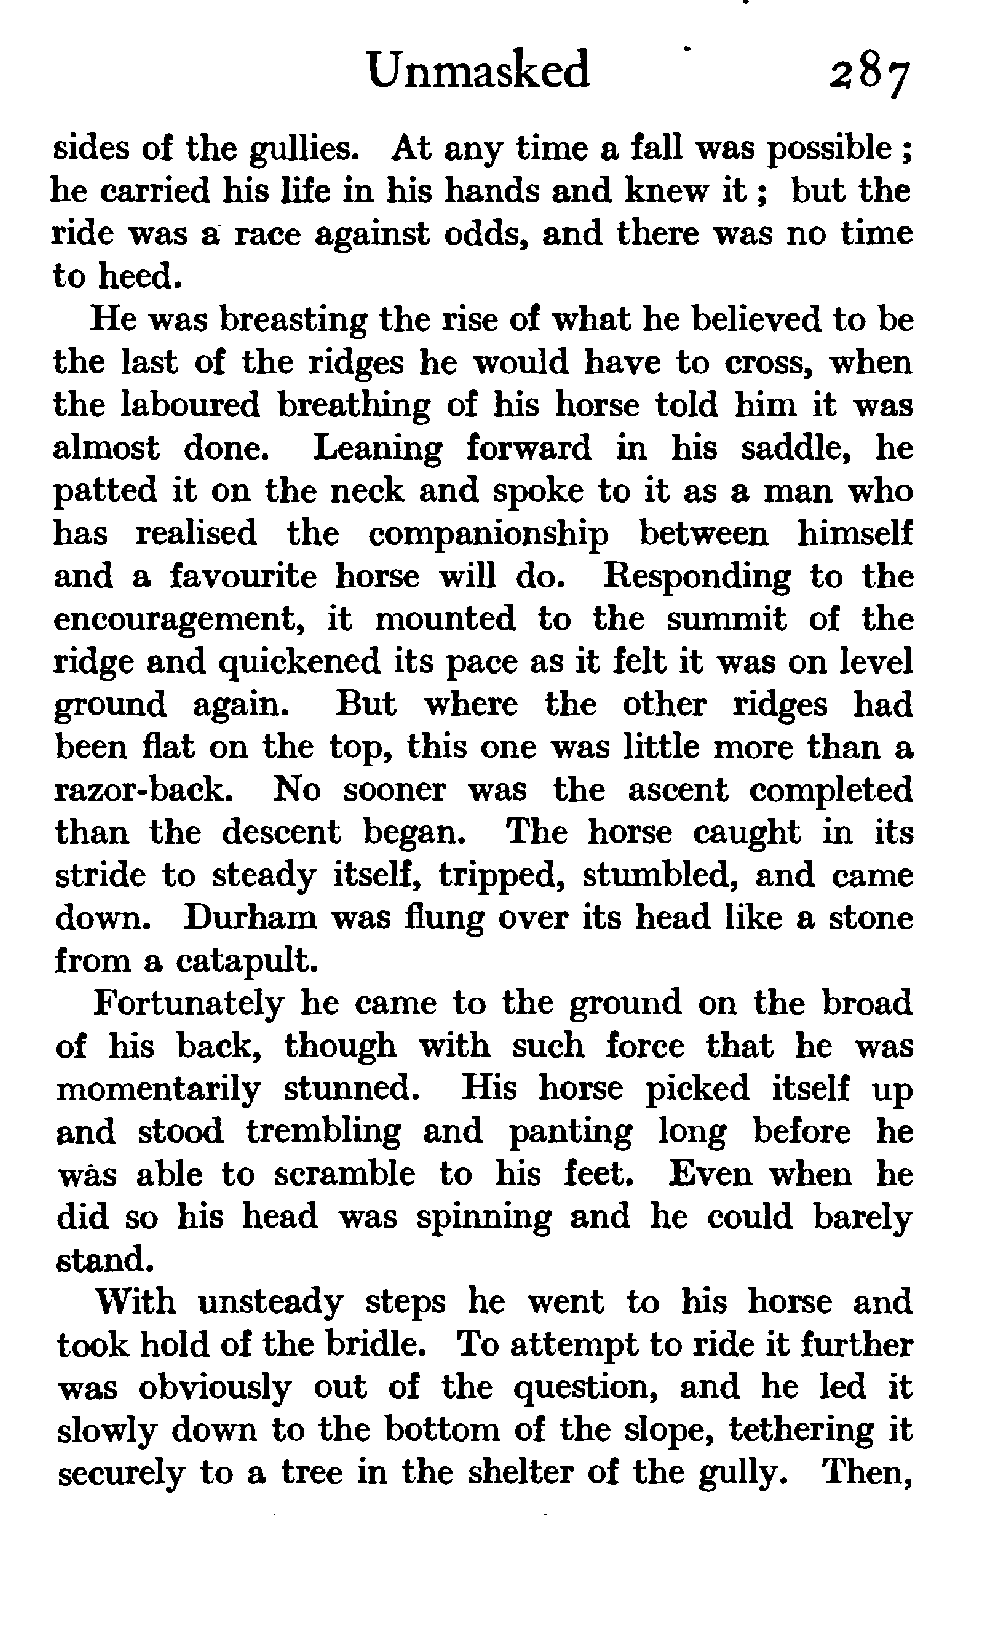 Unmasked 287
sides of the gullies. At any time a fall was possible ;
he carried his life in his hands and knew it ; but the
ride was a race against odds, and there was no time
to heed.
He was breasting the rise of what he believed to be
the last of the ridges he would have to cross, when
the laboured breathing of his horse told him it was
almost done. Leaning forward in his saddle, he
patted it on the neck and spoke to it as a man who
has realised the companionship between himself
and a favourite horse will do. Responding to the
encouragement, it mounted to the summit of the
ridge and quickened its pace as it felt it was on level
ground again. But where the other ridges had
been flat on the top, this one was little more than a
razor-back. No sooner was the ascent completed
than the descent began. The horse caught in its
stride to steady itself, tripped, stumbled, and came
down. Durham was flung over its head like a stone
from a catapult.
Fortunately he came to the ground on the broad
of his back, though with such force that he was
momentarily stunned. His horse picked itself up
and stood trembling and panting long before he
was able to scramble to his feet. Even when he
did so his head was spinning and he could barely
stand.
With unsteady steps he went to his horse and
took hold of the bridle. To attempt to ride it further
was obviously out of the question, and he led it
slowly down to the bottom of the slope, tethering it
securely to a tree in the shelter of the gully. Then,